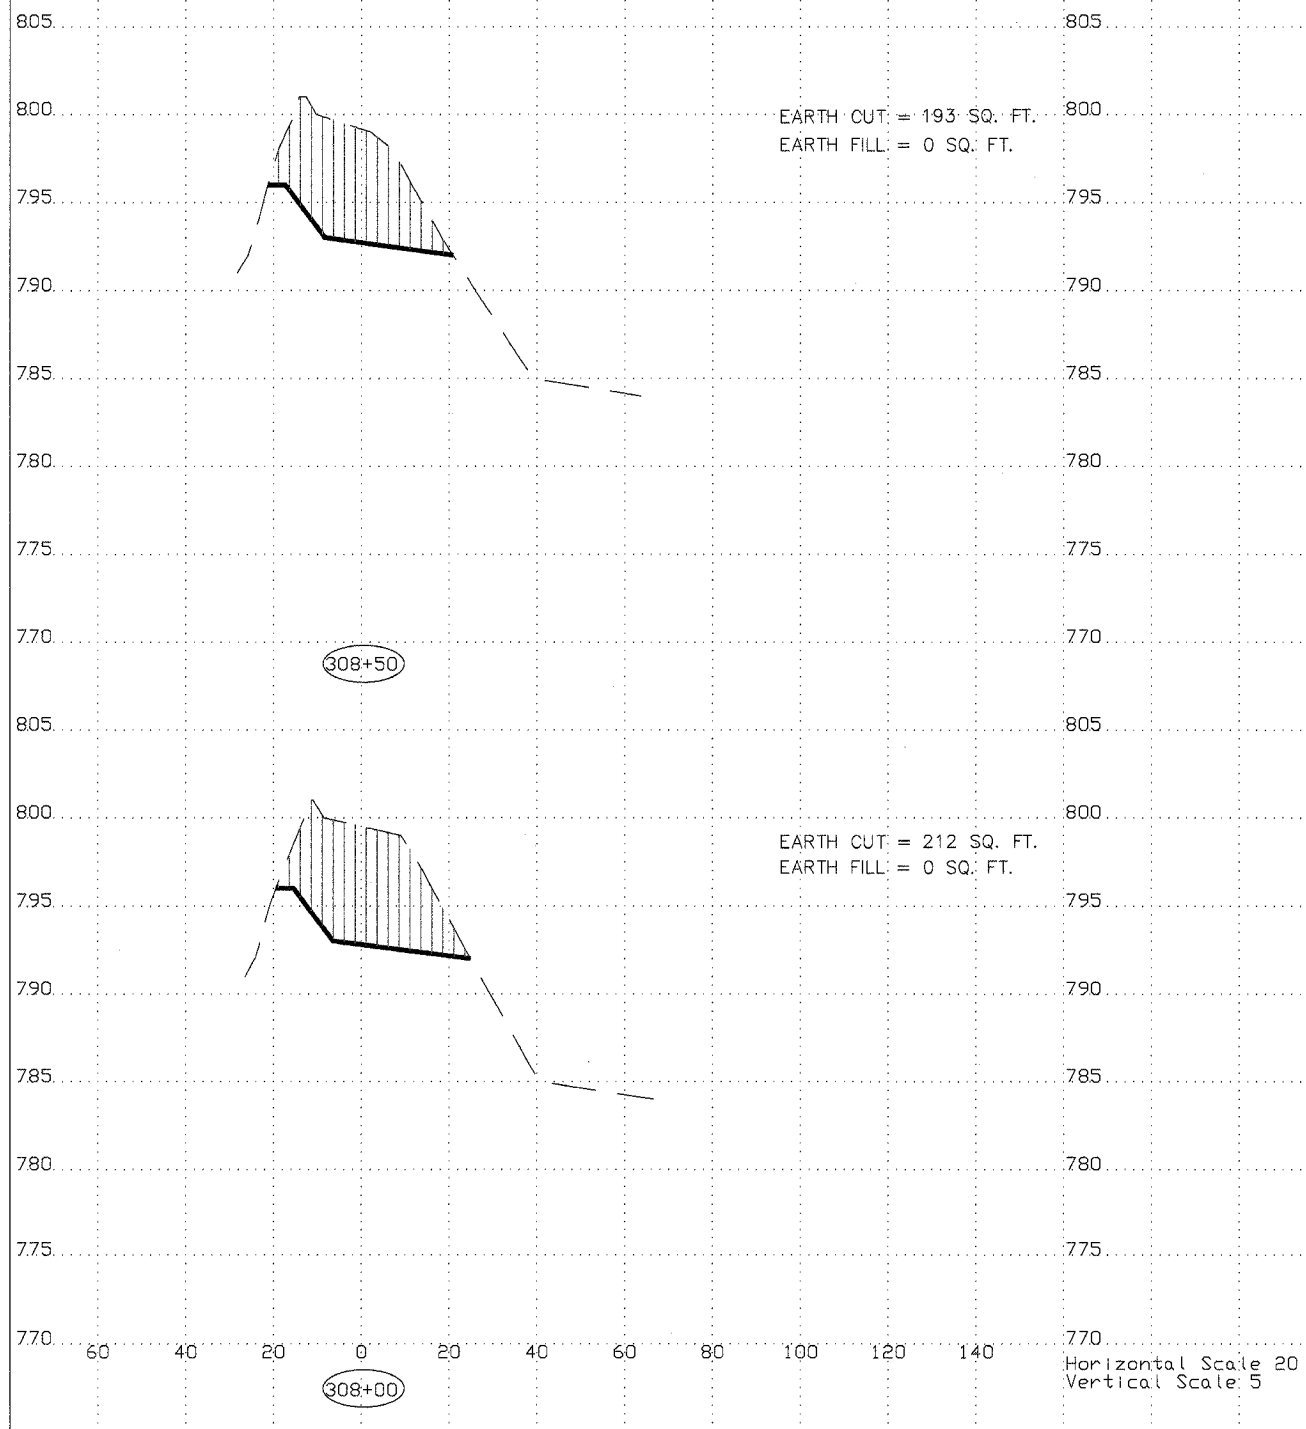 805 805
800 EARTH CUT = 193 SQ. FT. 800
EARTH FILL = 0 SQ. FT.
795 795
790 790
785 785
780 780
775 775
770 770
308+50
805 805
800 800
EARTH CUT = 212 SQ. FT.
EARTH FILL = 0 SQ. FT.
795 795
790 790
785 785
780 780
775 775
770 770
60 40 20 0 20 40 60 80 100 120 140
Horizontal Scale 20
Vertical Scale 5
308+00